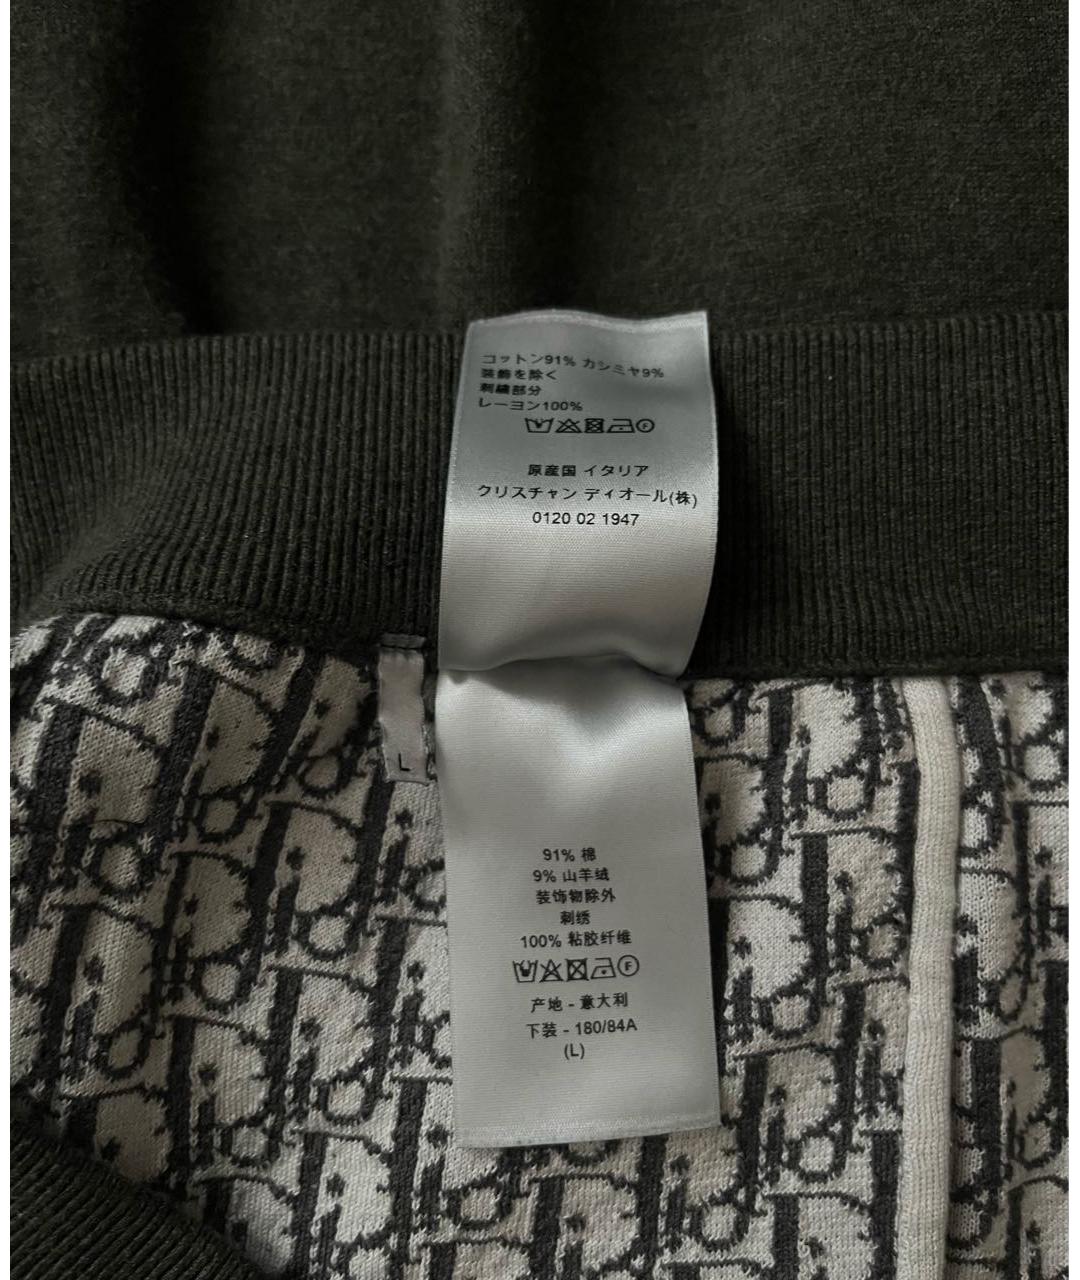 コットン91% カシミヤ9%
装飾を除く
刺繍部分
レーヨン100%
原産国 イタリア
クリスチャン ディオール(株)
0120 02 1947
L
91% 棉
9% 山羊绒
装饰物除外
刺绣
100% 粘胶纤维
产地 - 意大利
下装 - 180/84A
(L)